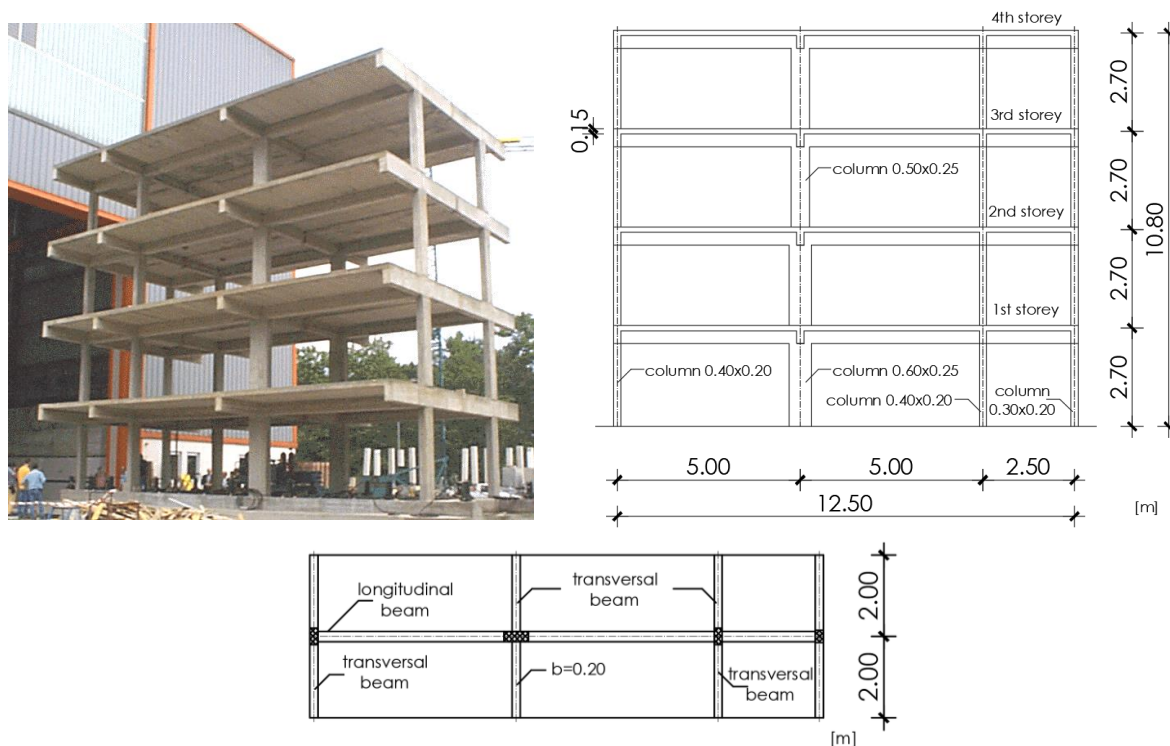 4th storey
2.70
3rd storey
0.15
column 0.50x0.25
2.70
2nd storey
10.80
2.70
1st storey
column 0.40x0.20
column 0.60x0.25
column 0.40x0.20
column
0.30x0.20
2.70
5.00
5.00
2.50
12.50
[m]
longitudinal
beam
transversal
beam
2.00
transversal
beam
b=0.20
transversal
beam
2.00
[m]